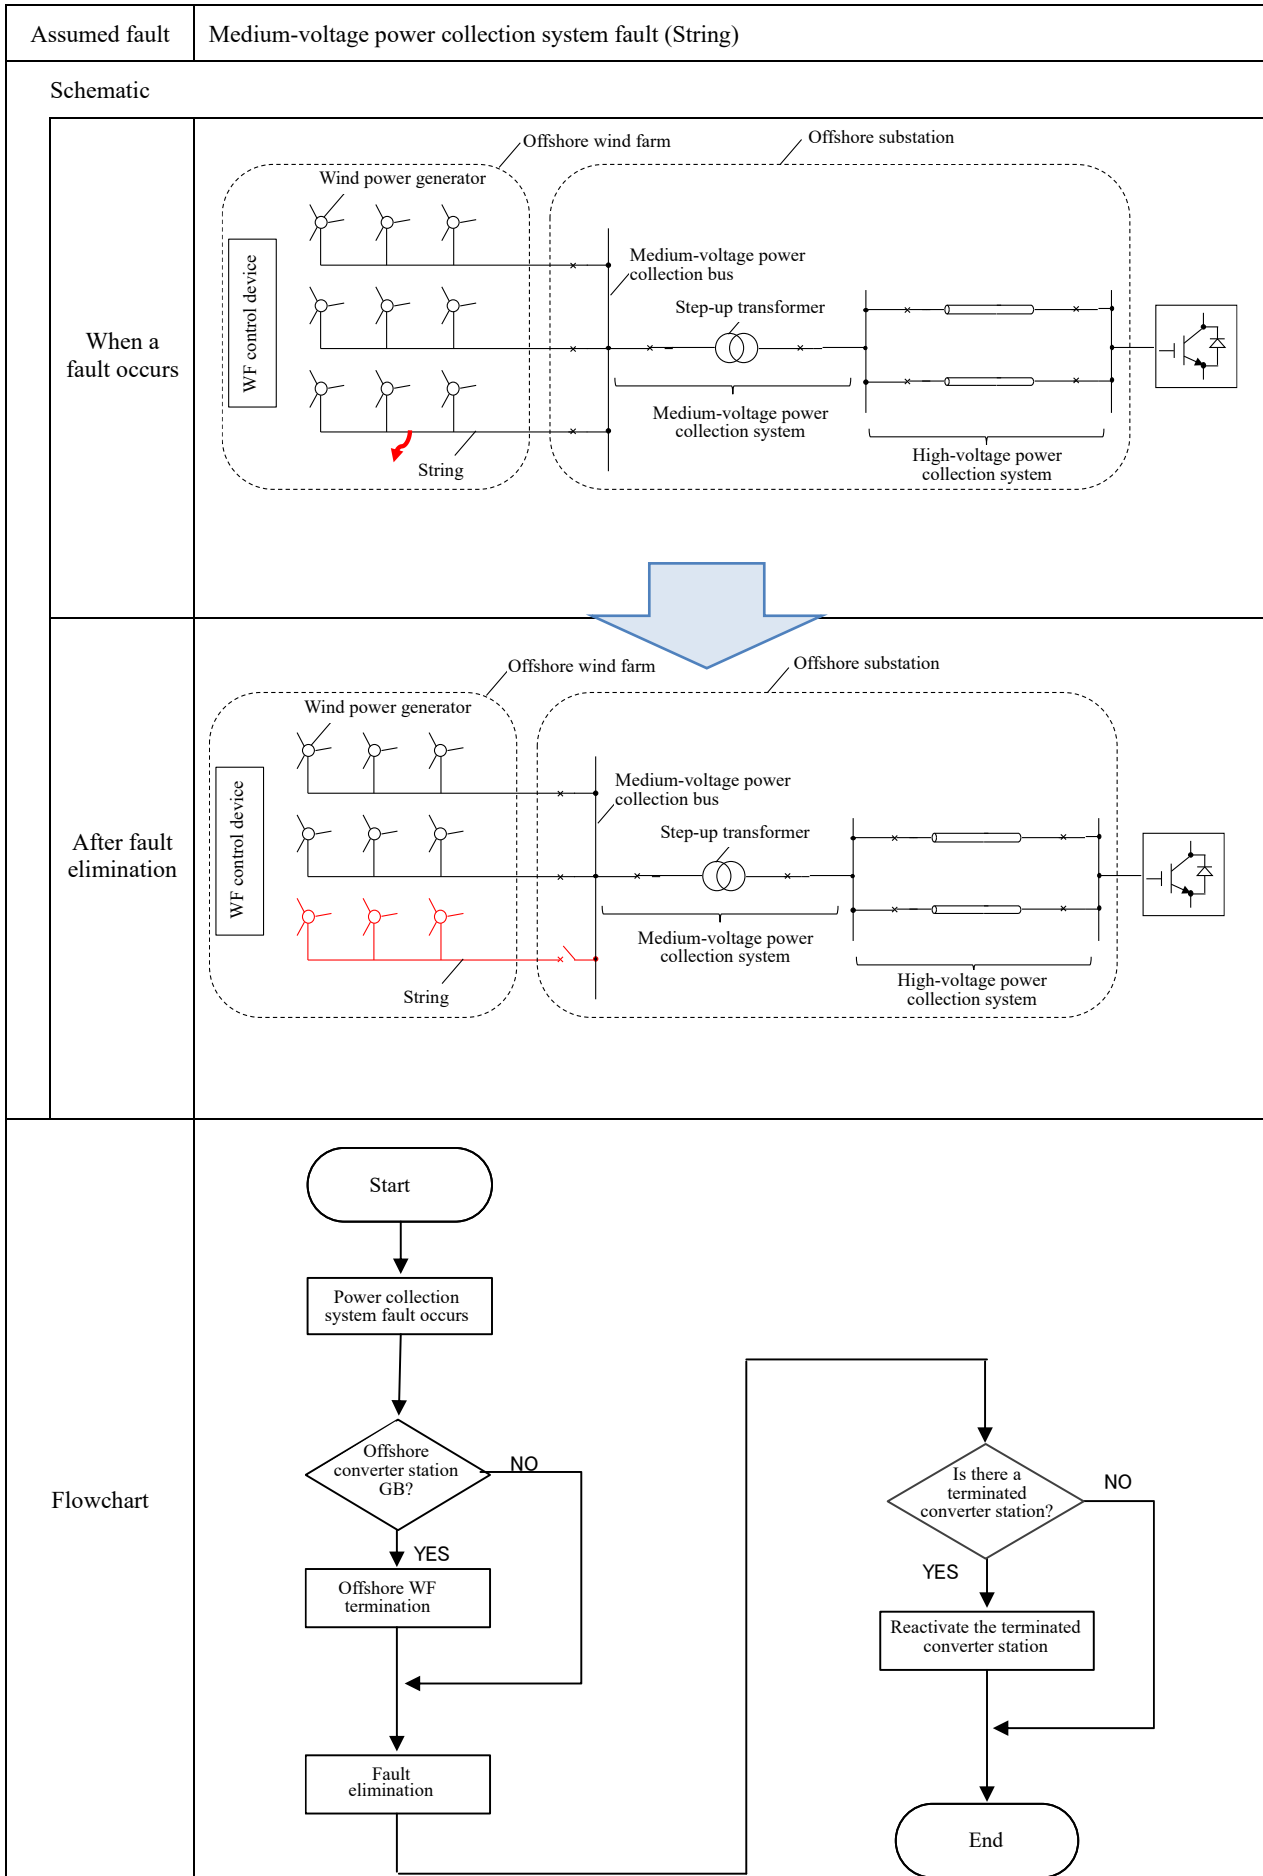 Assumed fault
Medium-voltage power collection system fault (String)
Schematic
When a
fault occurs
Offshore wind farm
Offshore substation
Wind power generator
WF control device
Medium-voltage power
collection bus
Step-up transformer
Medium-voltage power
collection system
String
High-voltage power
collection system
After fault
elimination
Offshore wind farm
Offshore substation
Wind power generator
WF control device
Medium-voltage power
collection bus
Step-up transformer
Medium-voltage power
collection system
String
High-voltage power
collection system
Flowchart
Start
Power collection
system fault occurs
Offshore
converter station
GB?
NO
YES
Offshore WF
termination
Fault
elimination
Is there a
terminated
converter station?
NO
YES
Reactivate the terminated
converter station
End